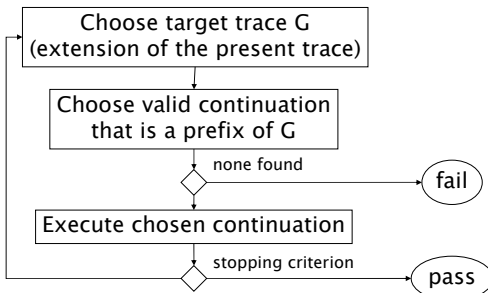 Choose target trace G
(extension of the present trace)
Choose valid continuation
that is a prefix of G
none found
fail
Execute chosen continuation
stopping criterion
pass